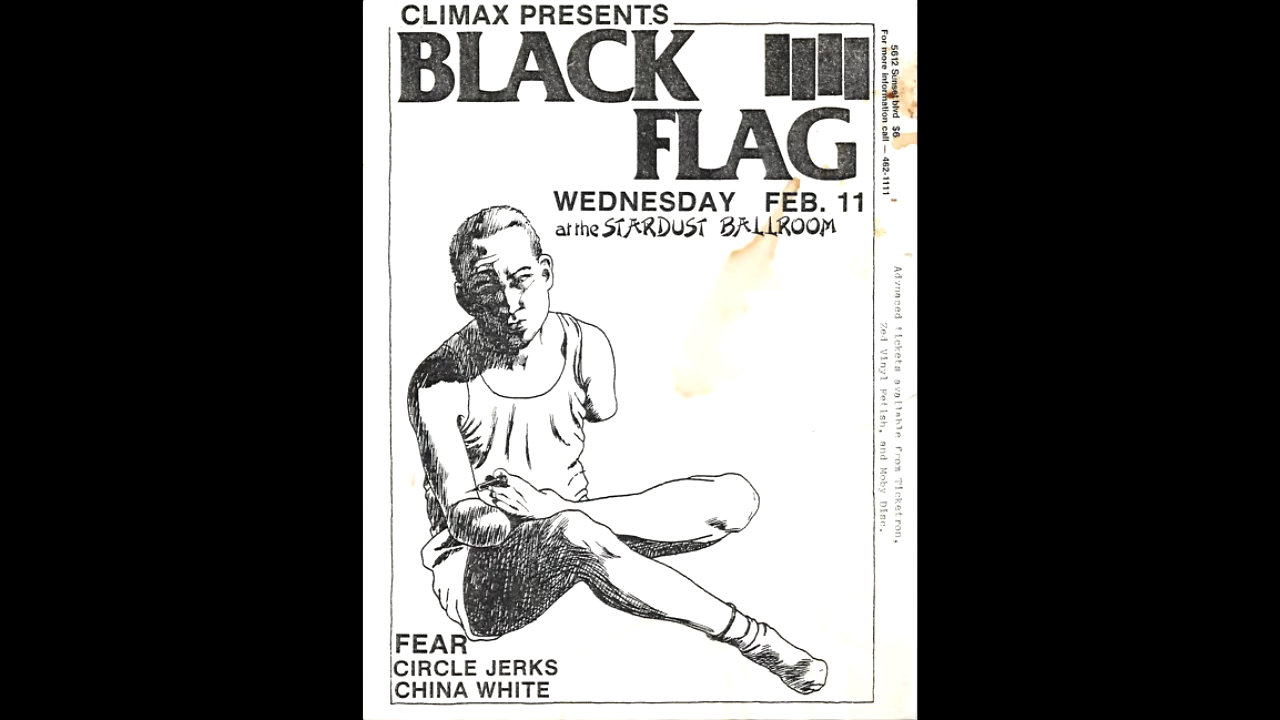 CLIMAX PRESENTS
BLACK
FLAG
WEDNESDAY FEB. 11
at the STARDUST BALLROOM
FEAR
CIRCLE JERKS
CHINA WHITE
5612 Sunset blvd $6
For more information call — 462-1111
Advanced tickets available from Ticketron,
Zed Vinyl Fetish, and Moby Disc.